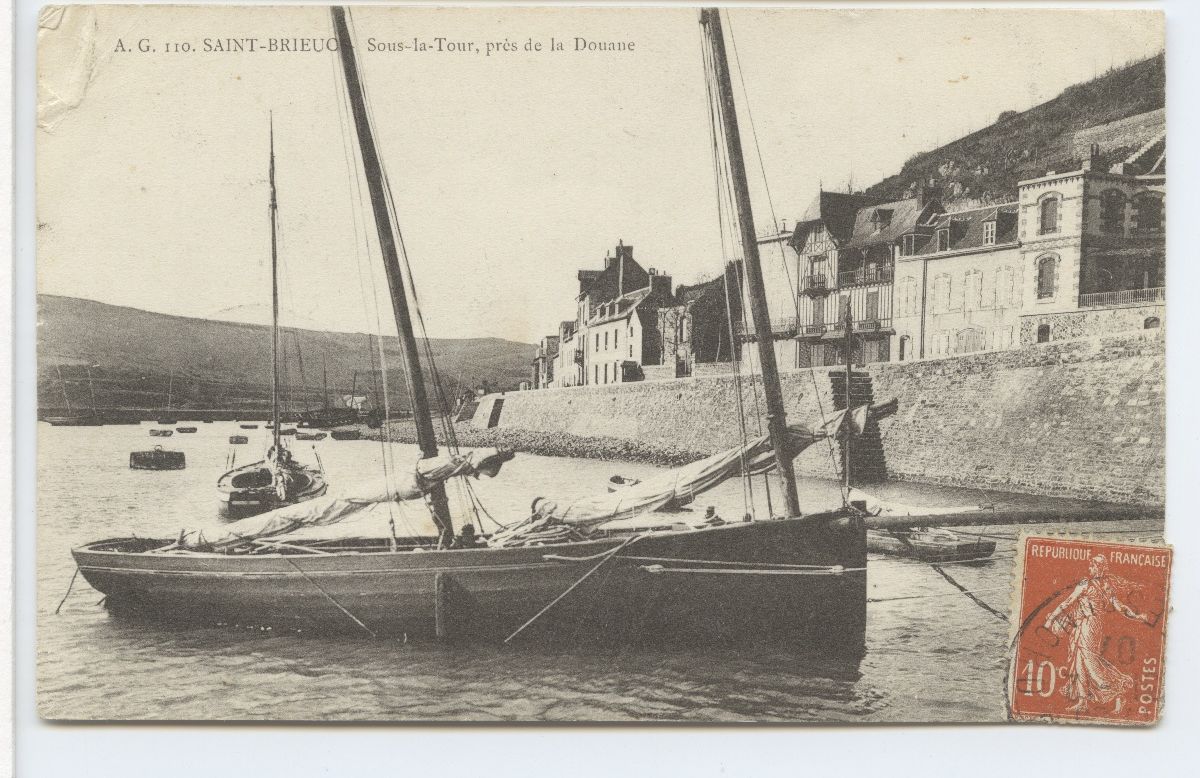 A. G. 110. SAINT-BRIEUC - Sous-la-Tour, près de la Douane
REPUBLIQUE FRANÇAISE
10c
POSTES